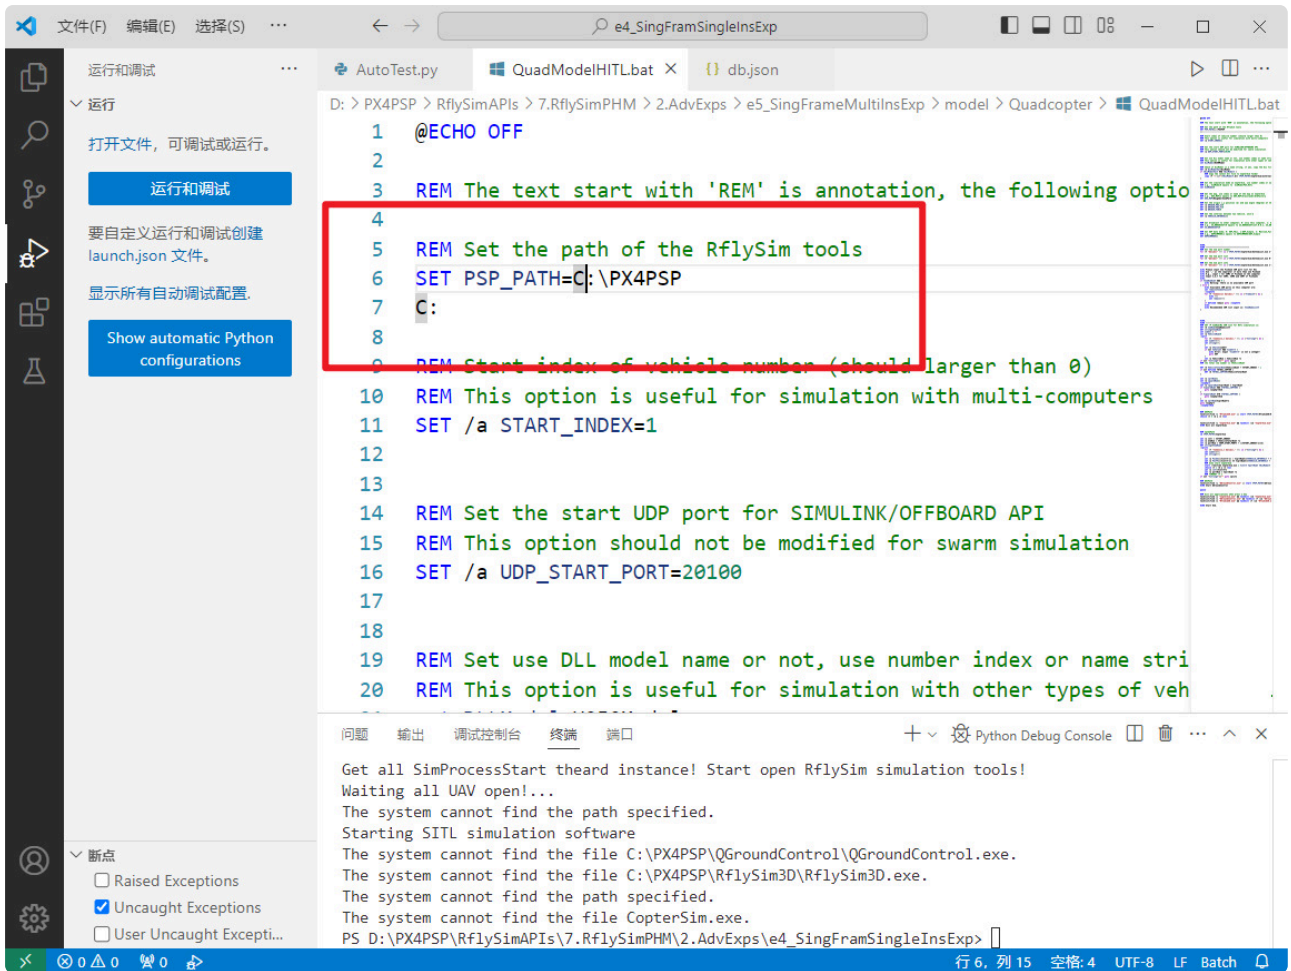 文件(F) 编辑(E) 选择(S) ··· e4_SingFramSingleInsExp
运行和调试 ···
AutoTest.py QuadModelHITL.bat db.json
D: > PX4PSP > RflySimAPIs > 7.RflySimPHM > 2.AdvExps > e5_SingFrameMultiInsExp > model > Quadcopter > QuadModelHITL.bat
运行
打开文件，可调试或运行。
运行和调试
要自定义运行和调试创建
launch.json 文件。
显示所有自动调试配置.
Show automatic Python
configurations
1 @ECHO OFF
2
3 REM The text start with 'REM' is annotation, the following optio
4
5 REM Set the path of the RflySim tools
6 SET PSP_PATH=C:\PX4PSP
7 C:
8
9 REM Start index of vehicle number (should larger than 0)
10 REM This option is useful for simulation with multi-computers
11 SET /a START_INDEX=1
12
13
14 REM Set the start UDP port for SIMULINK/OFFBOARD API
15 REM This option should not be modified for swarm simulation
16 SET /a UDP_START_PORT=20100
17
18
19 REM Set use DLL model name or not, use number index or name stri
20 REM This option is useful for simulation with other types of veh
问题 输出 调试控制台 终端 端口 Python Debug Console
Get all SimProcessStart theard instance! Start open RflySim simulation tools!
Waiting all UAV open!...
The system cannot find the path specified.
Starting SITL simulation software
The system cannot find the file C:\PX4PSP\QGroundControl\QGroundControl.exe.
The system cannot find the file C:\PX4PSP\RflySim3D\RflySim3D.exe.
The system cannot find the path specified.
The system cannot find the file CopterSim.exe.
PS D:\PX4PSP\RflySimAPIs\7.RflySimPHM\2.AdvExps\e4_SingFramSingleInsExp>
断点
Raised Exceptions
Uncaught Exceptions
User Uncaught Excepti...
0 0 0 行 6，列 15 空格: 4 UTF-8 LF Batch